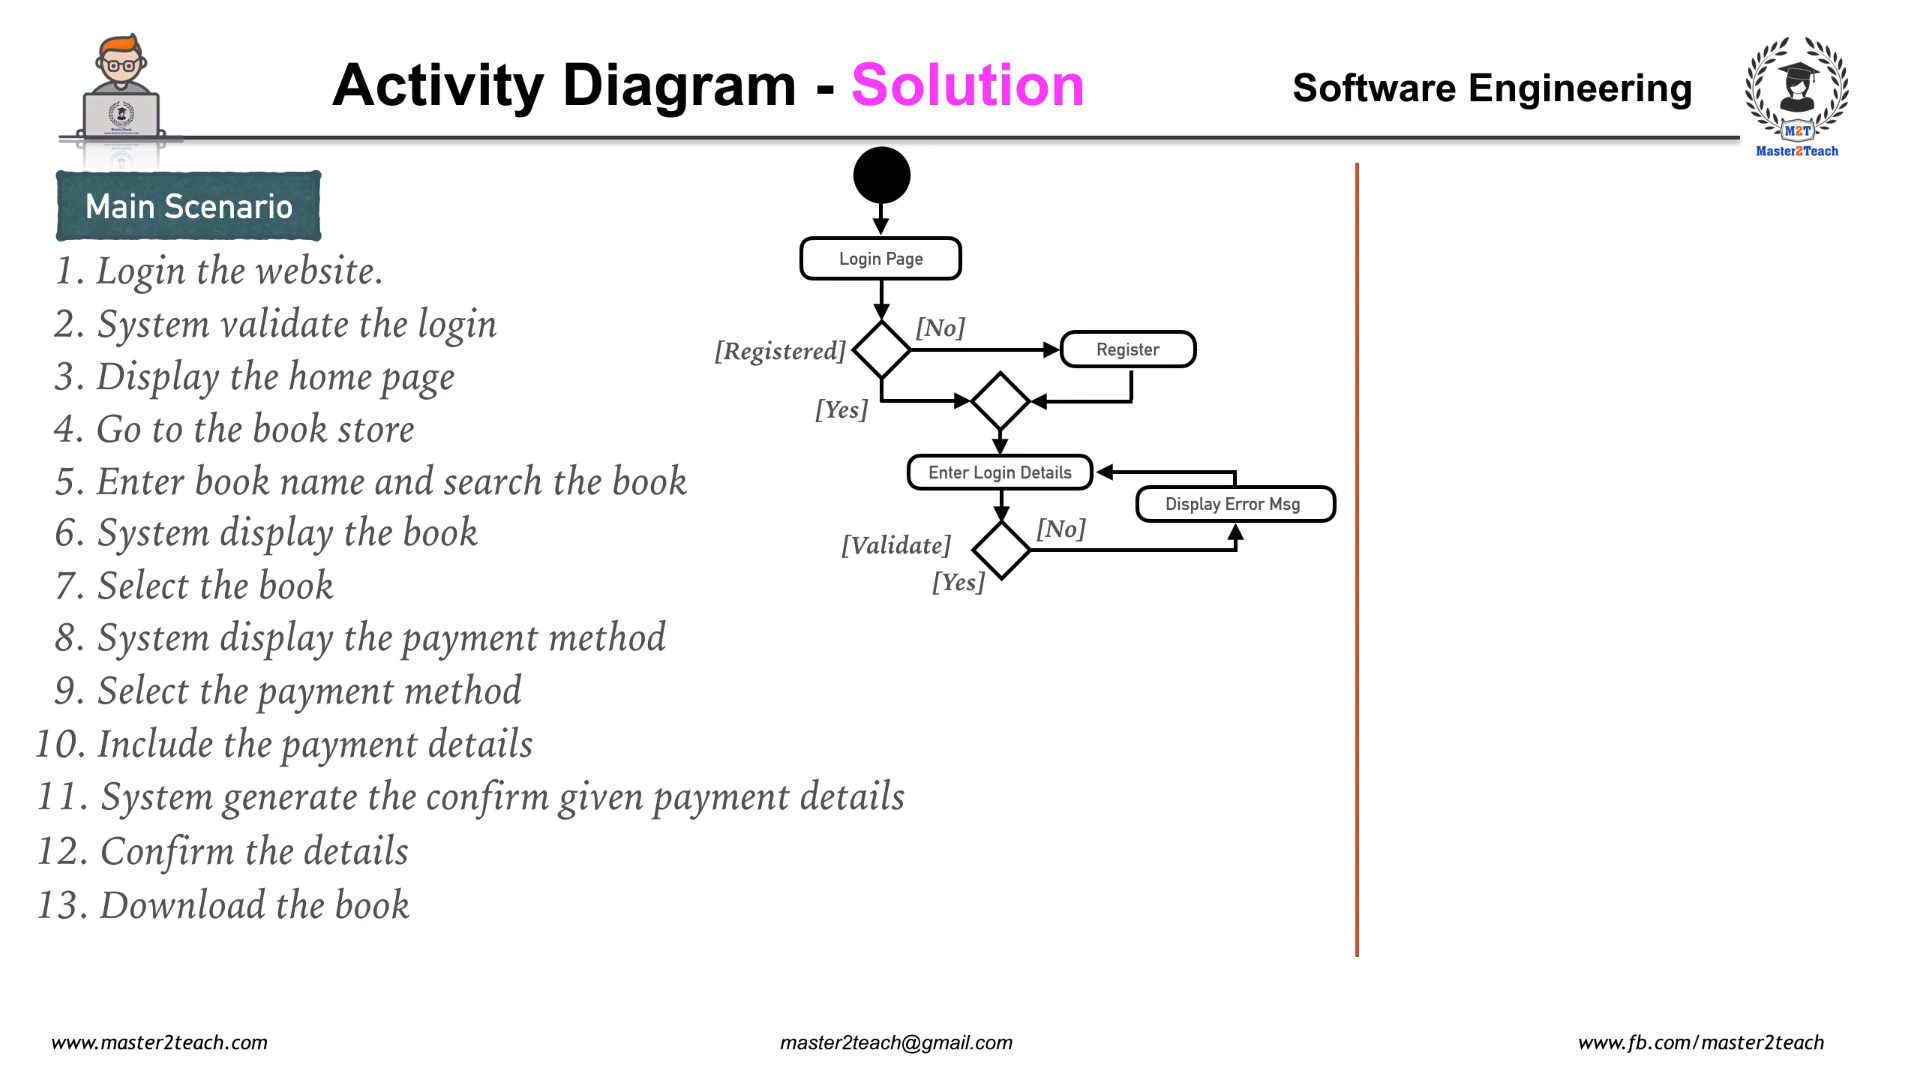 Activity Diagram - Solution
Software Engineering
M2T
Master2Teach
Main Scenario
1. Login the website.
2. System validate the login
3. Display the home page
4. Go to the book store
5. Enter book name and search the book
6. System display the book
7. Select the book
8. System display the payment method
9. Select the payment method
10. Include the payment details
11. System generate the confirm given payment details
12. Confirm the details
13. Download the book
Login Page
[Registered]
[No]
Register
[Yes]
Enter Login Details
Display Error Msg
[Validate]
[No]
[Yes]
www.master2teach.com
master2teach@gmail.com
www.fb.com/master2teach